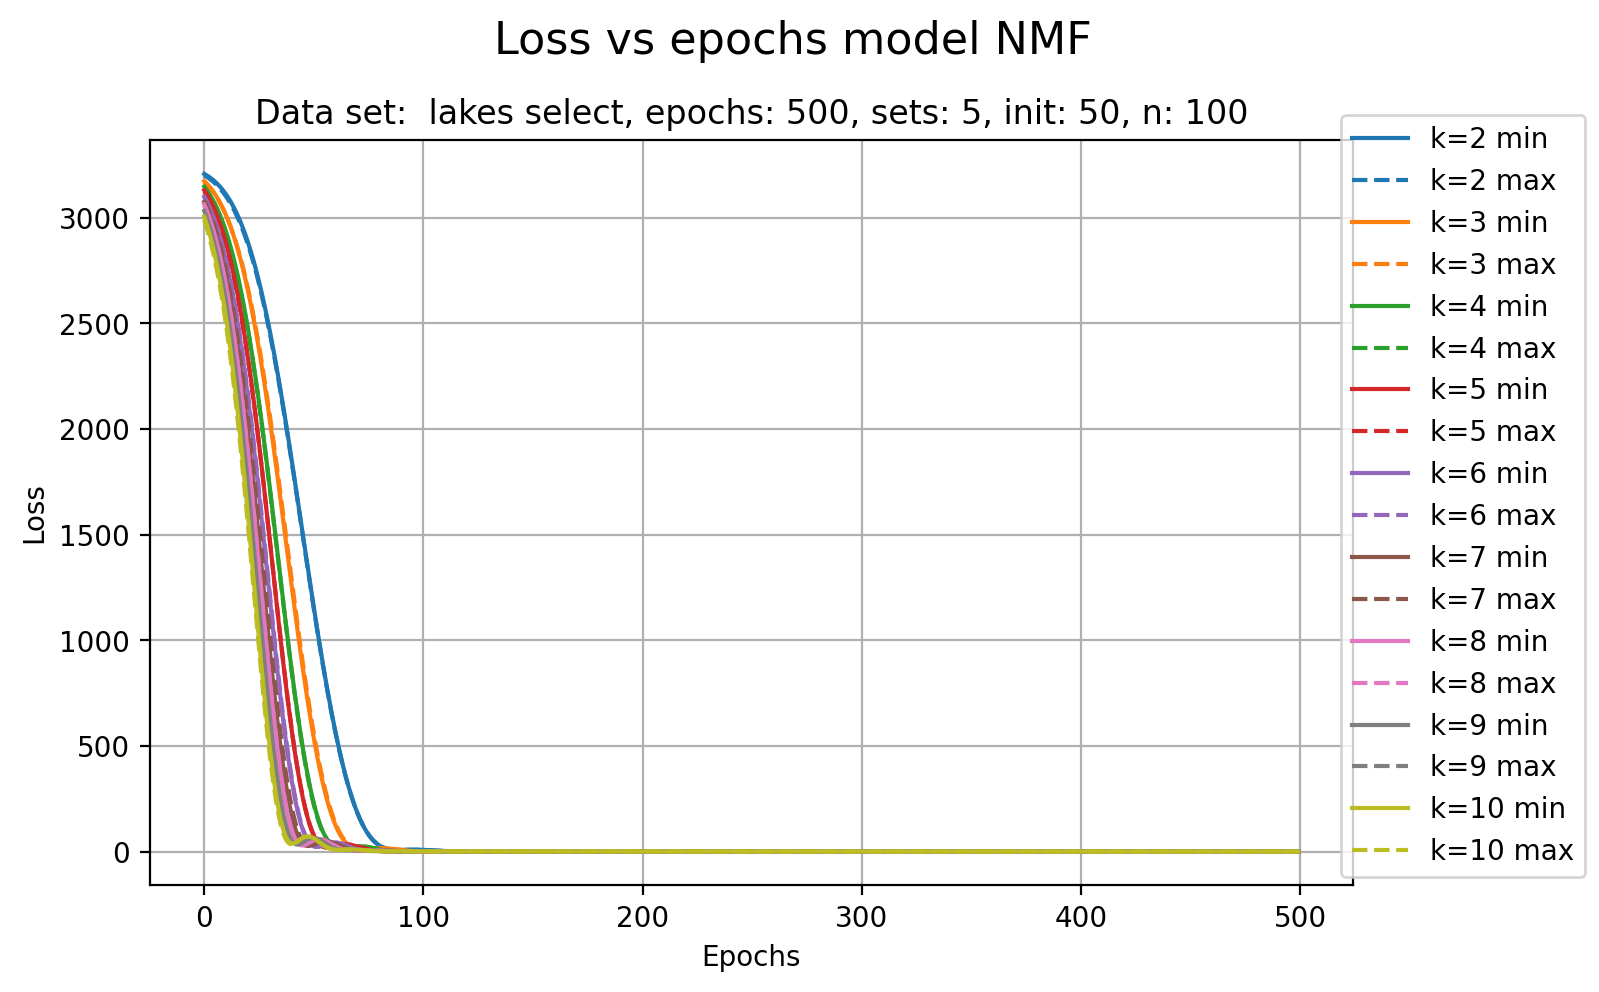 Loss vs epochs model NMF
Data set:  lakes select, epochs: 500, sets: 5, init: 50, n: 100
Loss
3000
2500
2000
1500
1000
500
0
0 100 200 300 400 500
Epochs
k=2 min
k=2 max
k=3 min
k=3 max
k=4 min
k=4 max
k=5 min
k=5 max
k=6 min
k=6 max
k=7 min
k=7 max
k=8 min
k=8 max
k=9 min
k=9 max
k=10 min
k=10 max